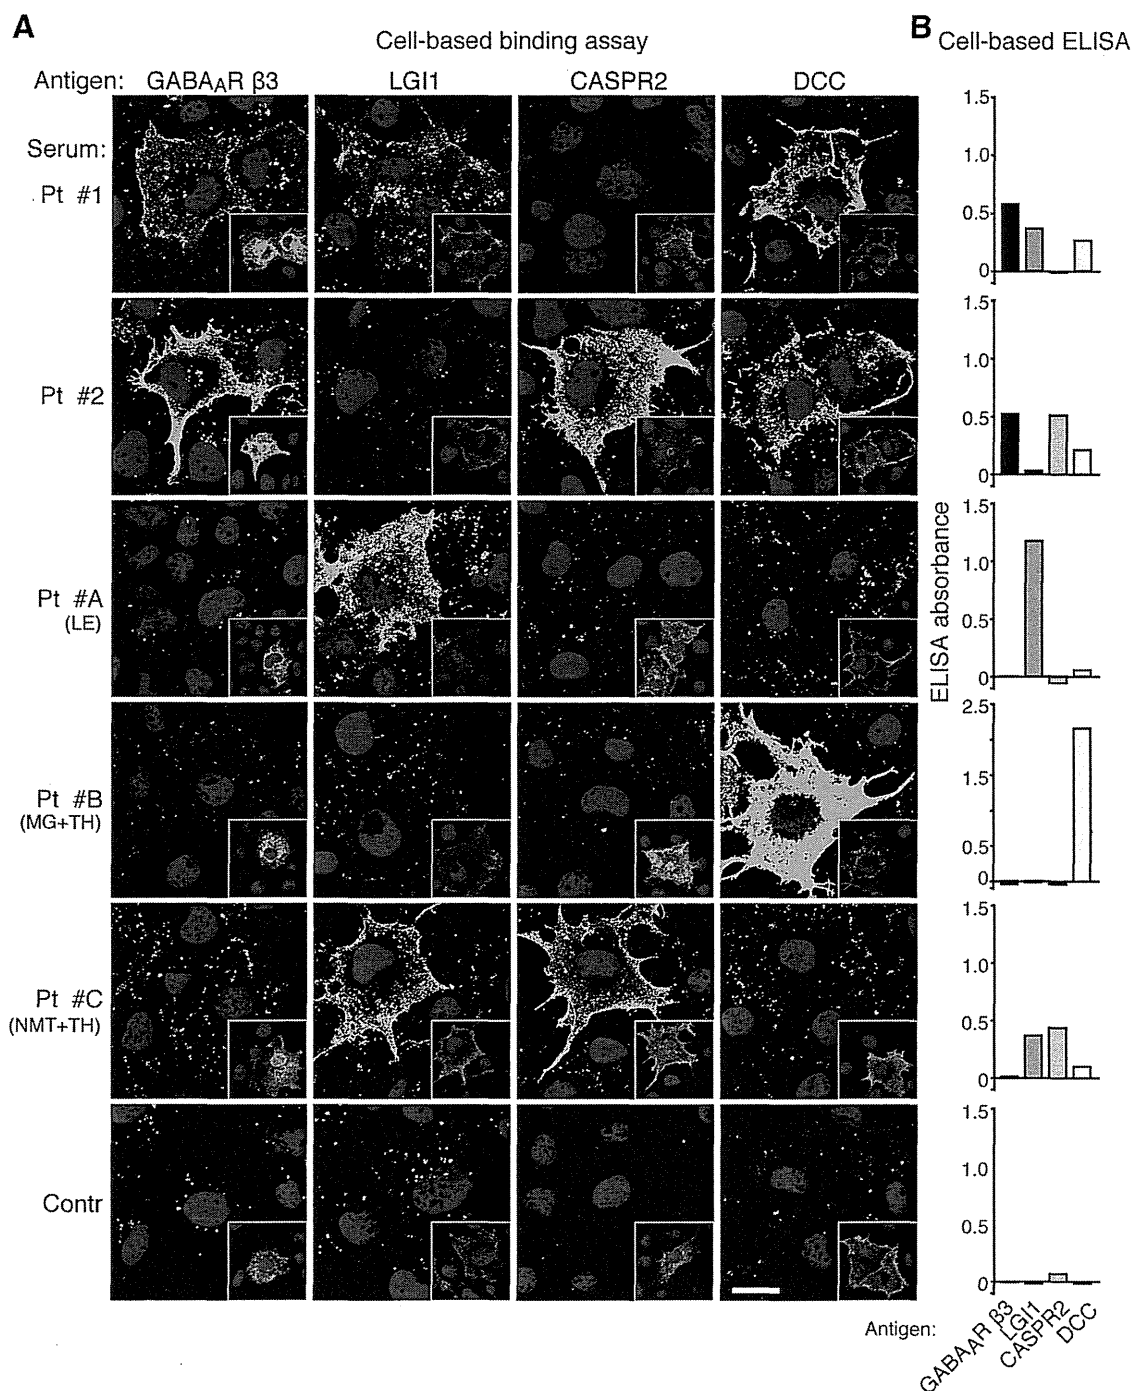 A
B
Cell-based binding assay
Cell-based ELISA
Antigen: GABAAR β3 LGI1 CASPR2 DCC
Serum:
Pt #1
Pt #2
Pt #A
(LE)
Pt #B
(MG+TH)
Pt #C
(NMT+TH)
Contr
ELISA absorbance
1.5
1.0
0.5
0
1.5
1.0
0.5
0
1.5
1.0
0.5
0
2.5
1.5
0.5
0
1.5
1.0
0.5
0
1.5
1.0
0.5
0
Antigen:
GABAAR β3
LGI1
CASPR2
DCC